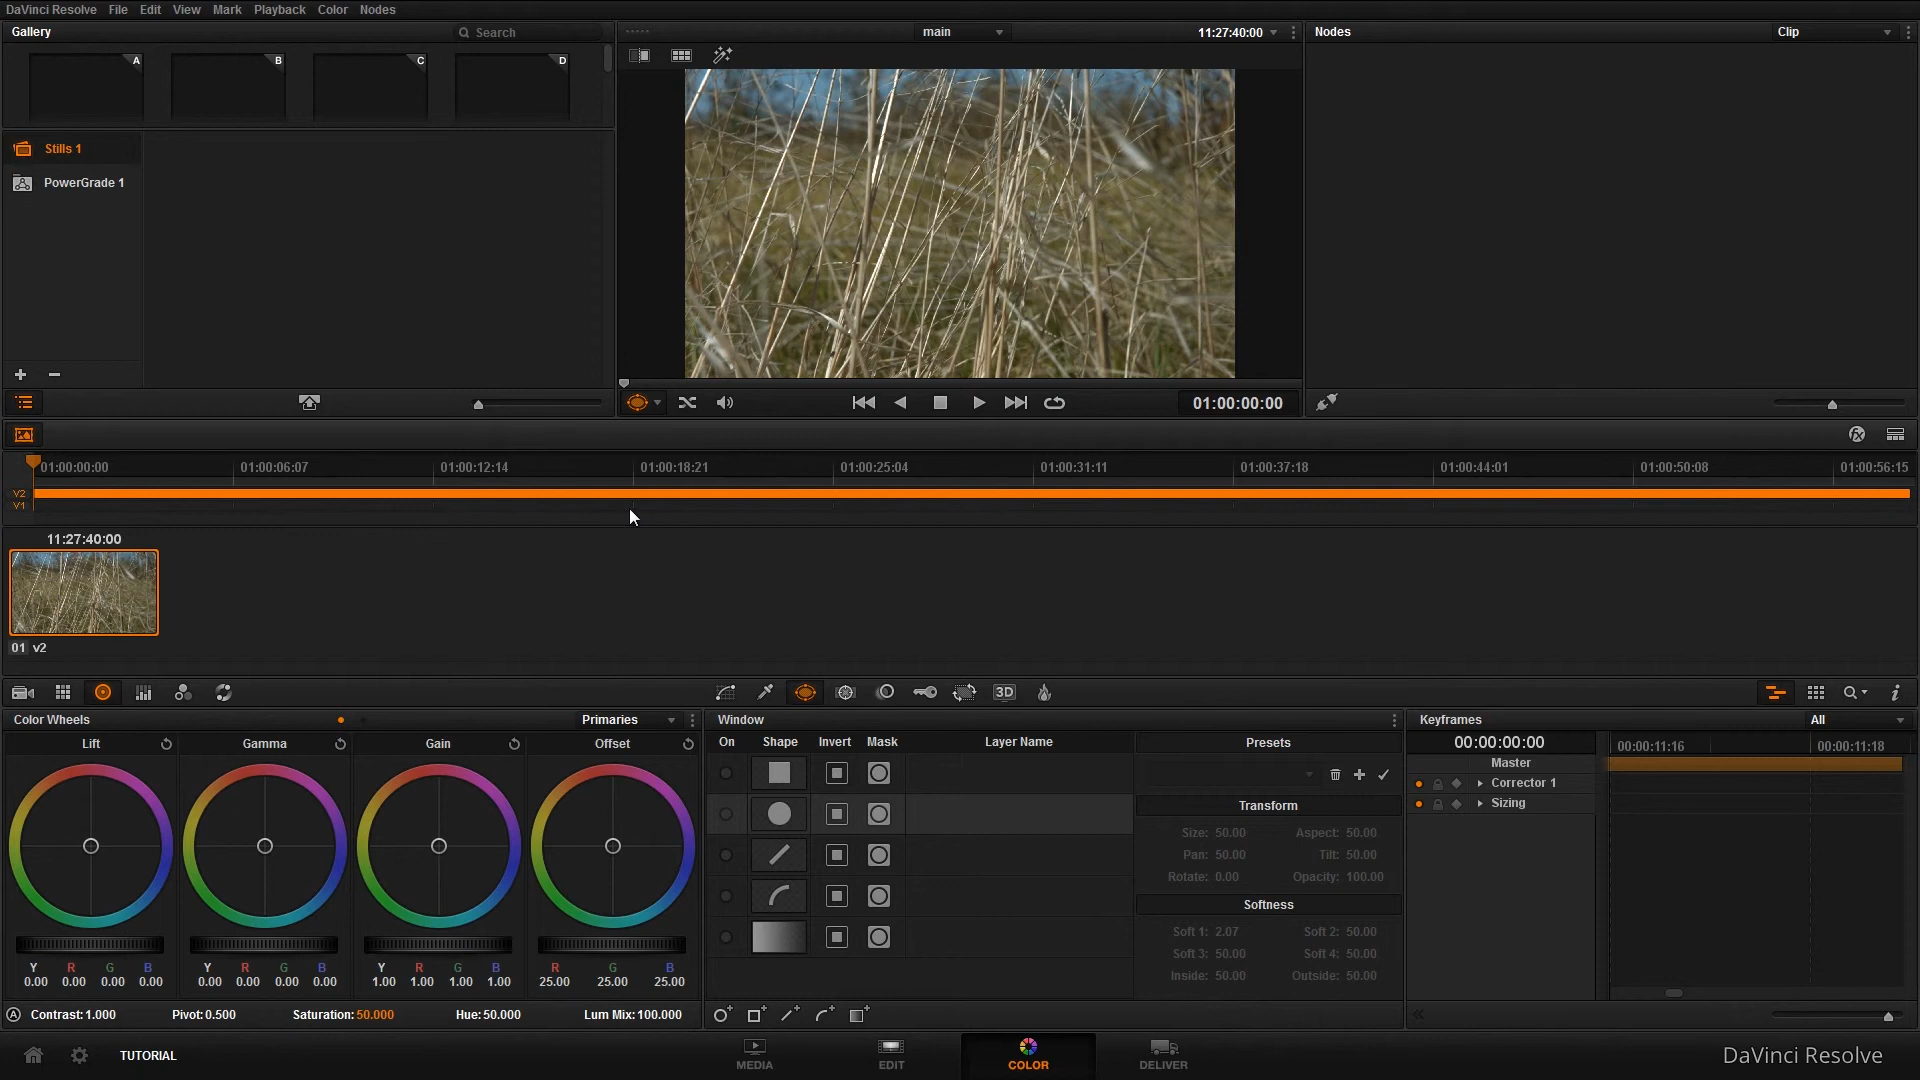 DaVinci Resolve File Edit View Mark Playback Color Nodes
Gallery Search main 11:27:40:00 Nodes Clip
A B C D
Stills 1
PowerGrade 1
01:00:00:00
fx
01:00:00:00 01:00:06:07 01:00:12:14 01:00:18:21 01:00:25:04 01:00:31:11 01:00:37:18 01:00:44:01 01:00:50:08 01:00:56:15
V2
V1
11:27:40:00
01 v2
3D
Color Wheels Primaries Window Keyframes All
Lift Gamma Gain Offset On Shape Invert Mask Layer Name Presets 00:00:00:00 00:00:11:16 00:00:11:18
Master
Corrector 1
Sizing
Transform
Size: 50.00 Aspect: 50.00
Pan: 50.00 Tilt: 50.00
Rotate: 0.00 Opacity: 100.00
Softness
Soft 1: 2.07 Soft 2: 50.00
Soft 3: 50.00 Soft 4: 50.00
Inside: 50.00 Outside: 50.00
Y R G B Y R G B Y R G B R G B
0.00 0.00 0.00 0.00 0.00 0.00 0.00 0.00 1.00 1.00 1.00 1.00 25.00 25.00 25.00
A Contrast:1.000 Pivot:0.500 Saturation:50.000 Hue:50.000 Lum Mix:100.000
TUTORIAL MEDIA EDIT COLOR DELIVER DaVinci Resolve